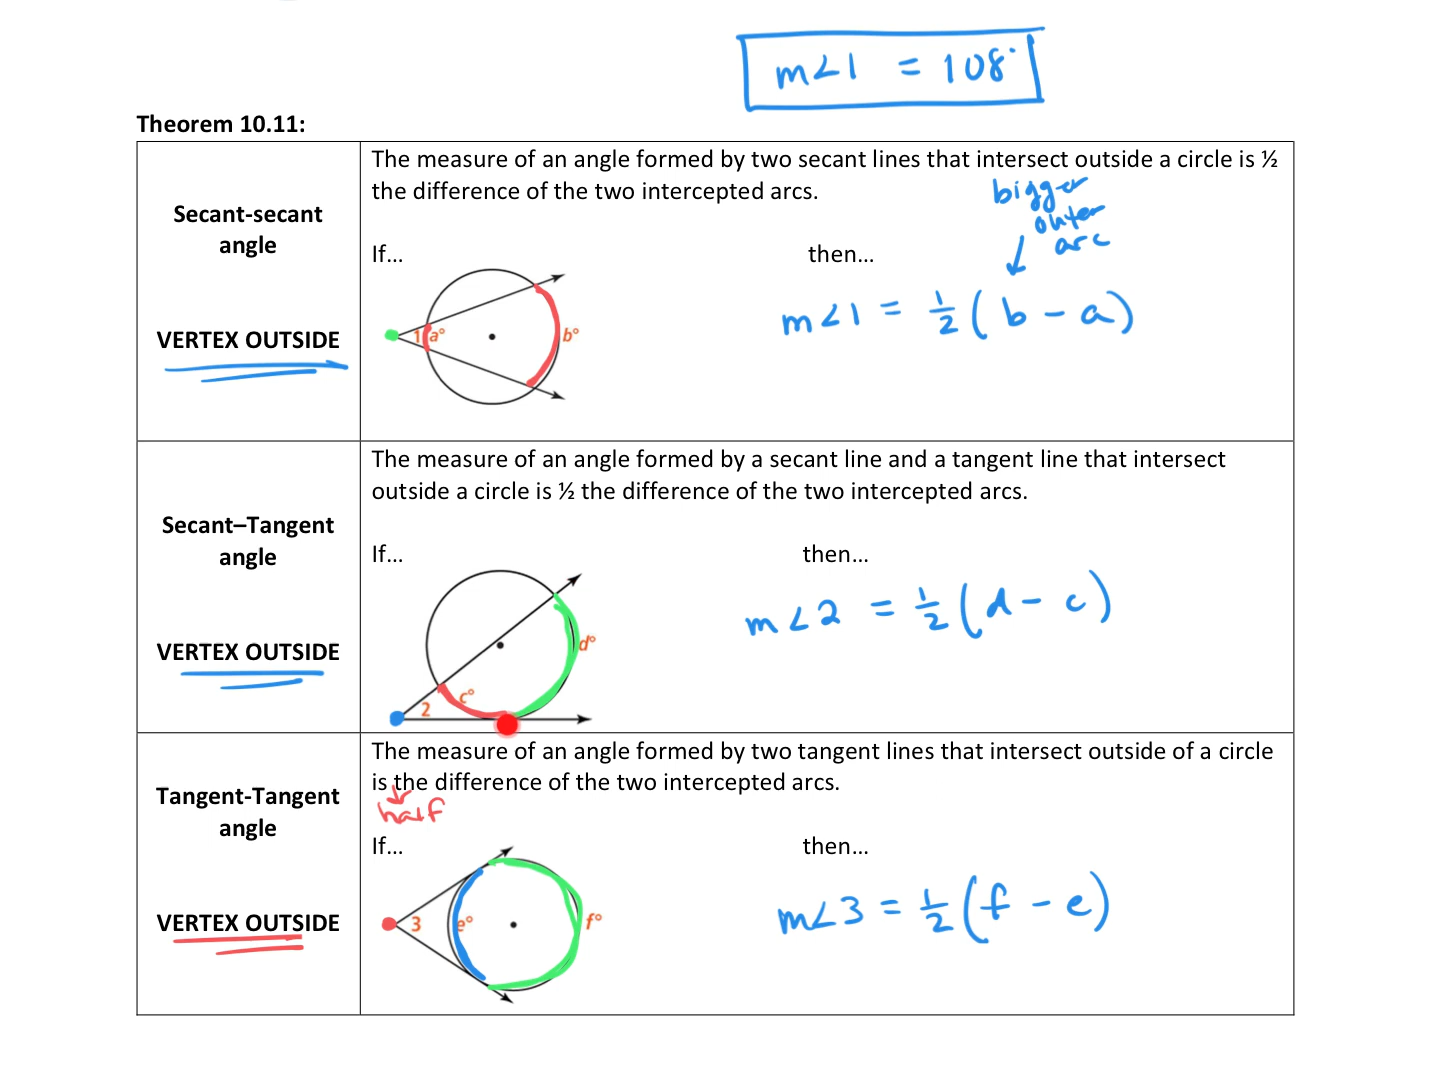 m∠1 = 108°
Theorem 10.11:
Secant-secant
angle
VERTEX OUTSIDE
The measure of an angle formed by two secant lines that intersect outside a circle is ½
the difference of the two intercepted arcs.
bigger
outer
arc
If...
then...
1
a°
b°
m∠1 = 1/2 (b - a)
Secant–Tangent
angle
VERTEX OUTSIDE
The measure of an angle formed by a secant line and a tangent line that intersect
outside a circle is ½ the difference of the two intercepted arcs.
If...
then...
d°
c°
2
m∠2 = 1/2 (d - c)
Tangent-Tangent
angle
VERTEX OUTSIDE
The measure of an angle formed by two tangent lines that intersect outside of a circle
is the difference of the two intercepted arcs.
half
If...
then...
3
e°
f°
m∠3 = 1/2 (f - e)